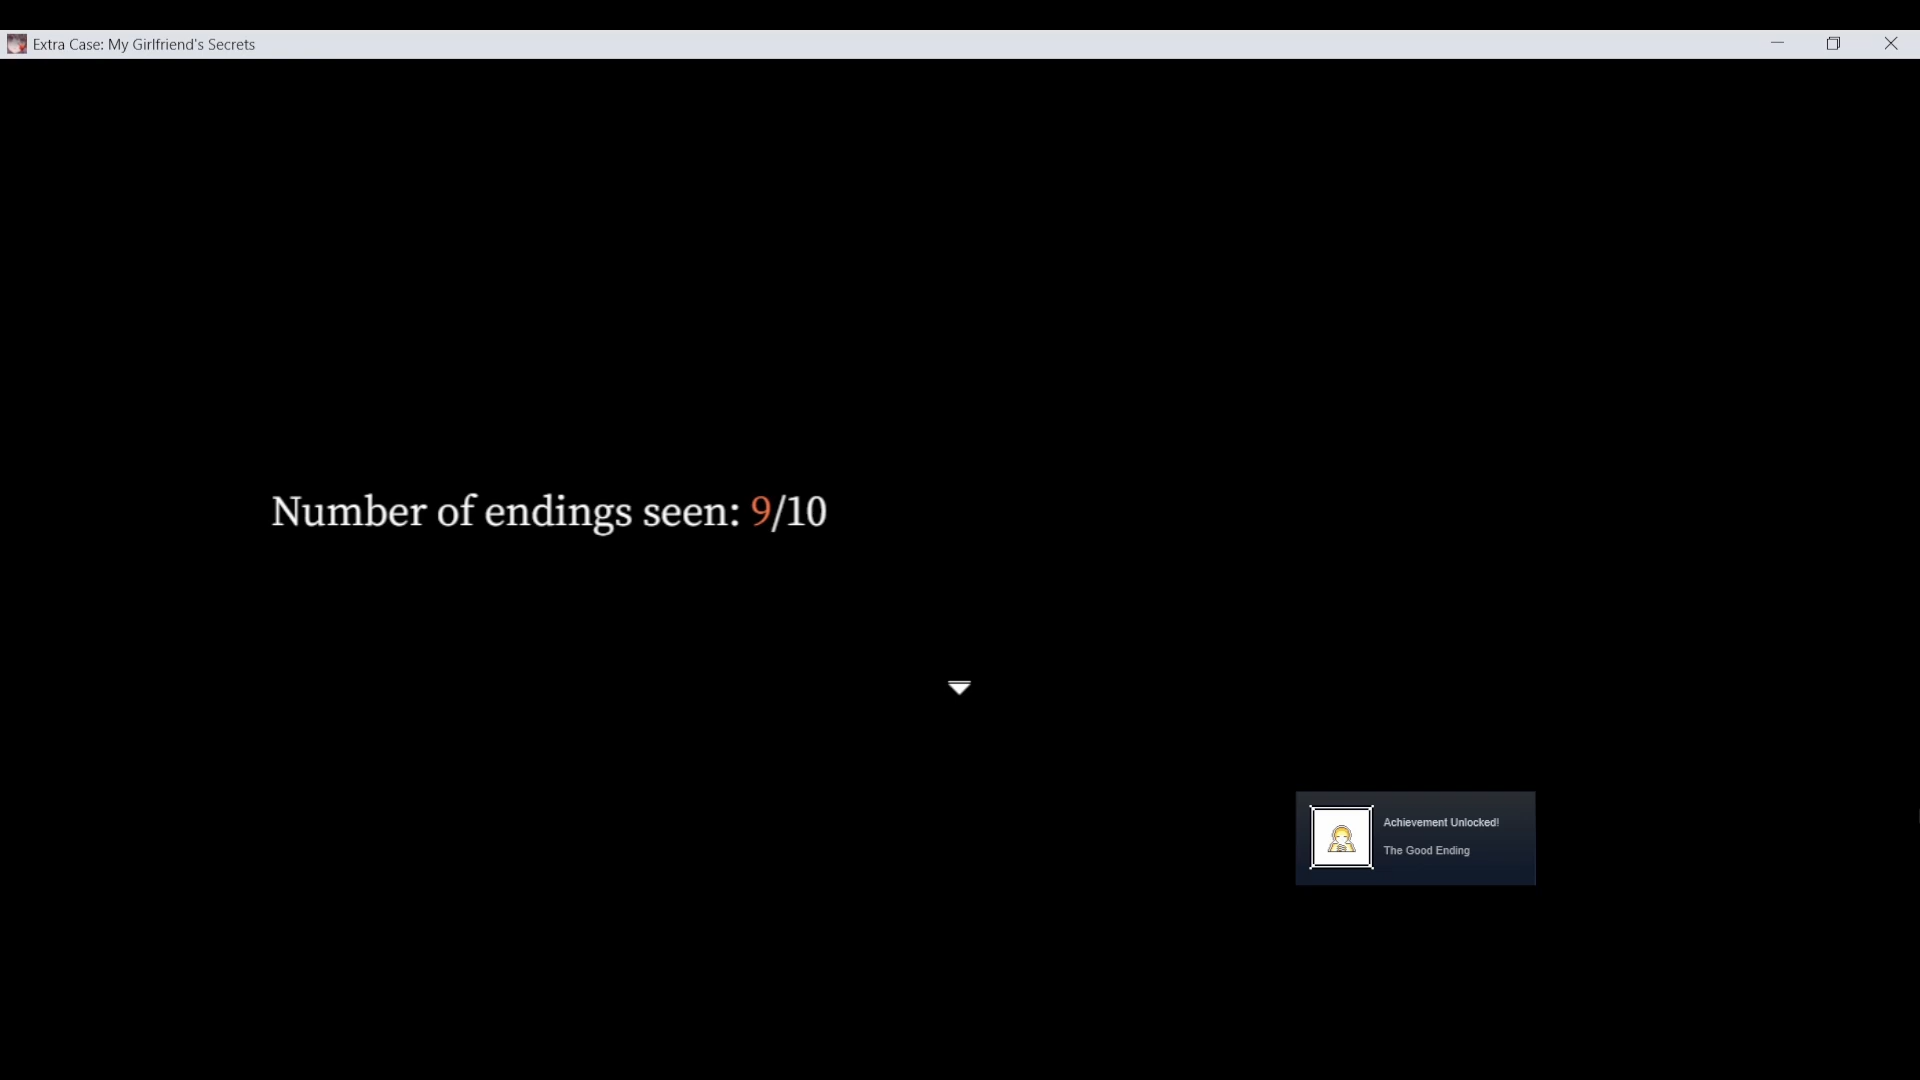 Extra Case: My Girlfriend's Secrets
Number of endings seen: 9/10
Achievement Unlocked!
The Good Ending